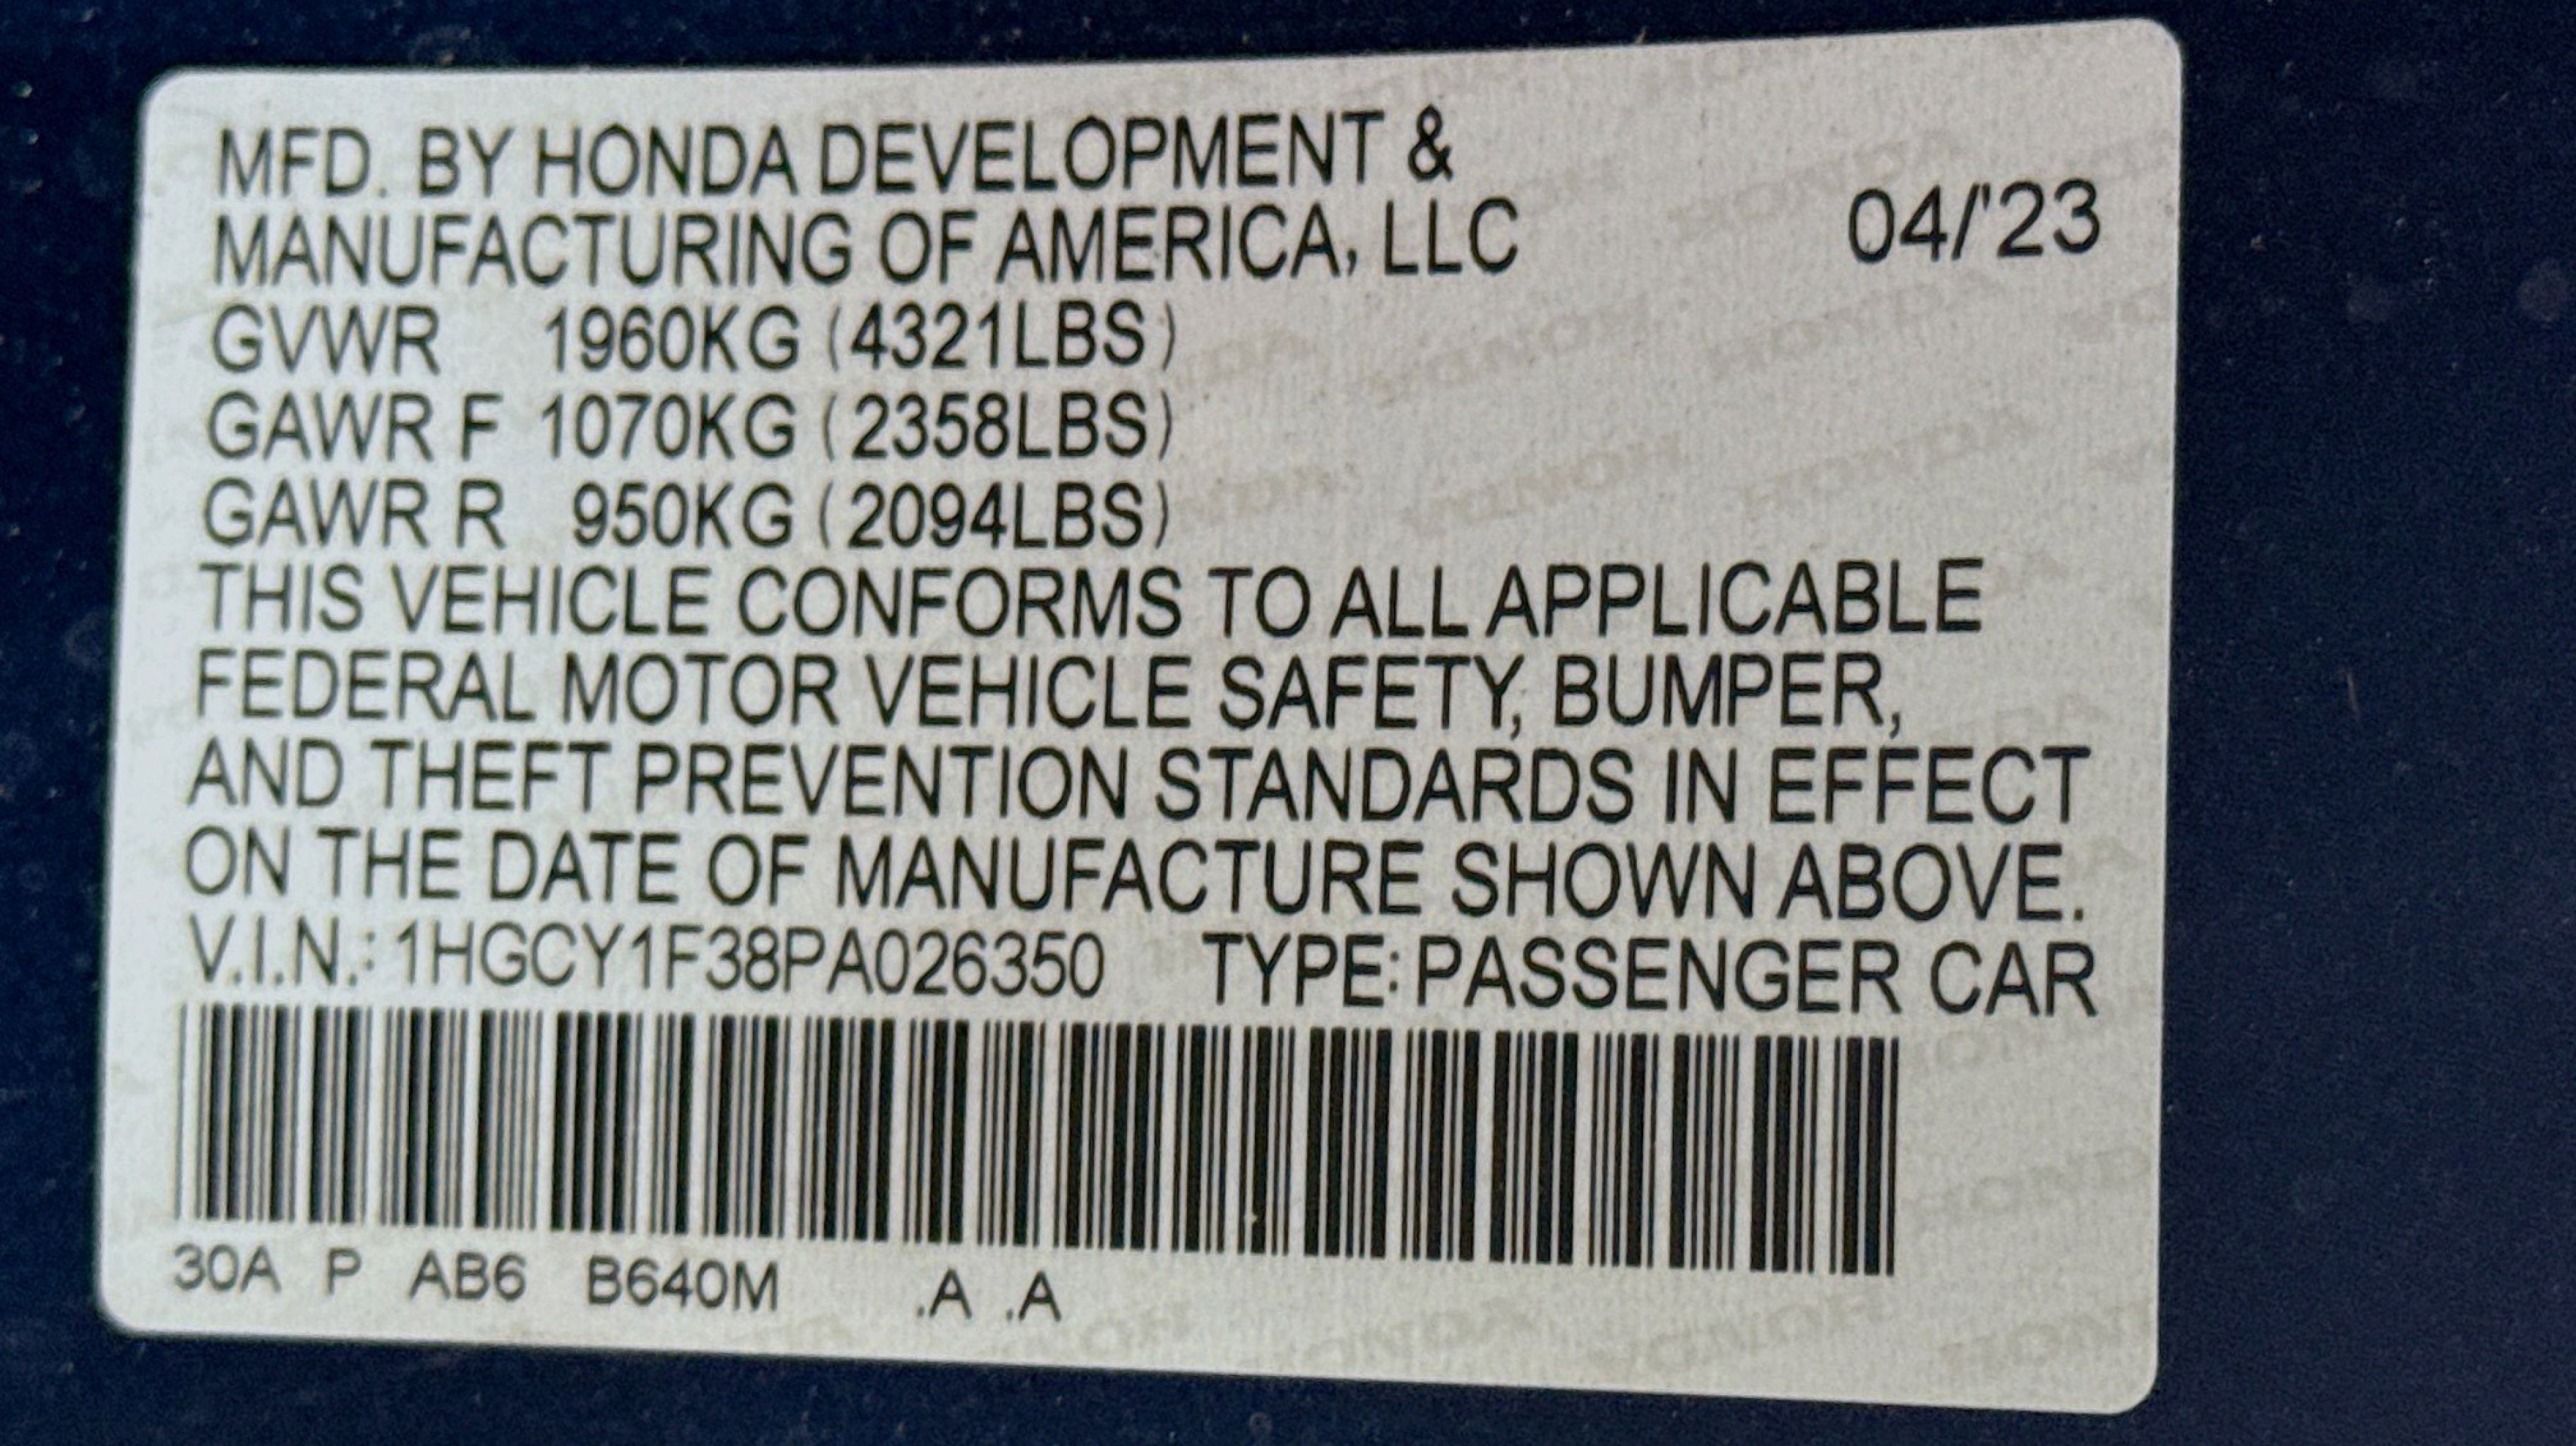 MFD. BY HONDA DEVELOPMENT &
MANUFACTURING OF AMERICA, LLC 04/'23
GVWR 1960KG (4321LBS)
GAWR F 1070KG (2358LBS)
GAWR R 950KG (2094LBS)
THIS VEHICLE CONFORMS TO ALL APPLICABLE
FEDERAL MOTOR VEHICLE SAFETY, BUMPER,
AND THEFT PREVENTION STANDARDS IN EFFECT
ON THE DATE OF MANUFACTURE SHOWN ABOVE.
V.I.N.: 1HGCY1F38PA026350 TYPE: PASSENGER CAR
30A P AB6 B640M .A .A